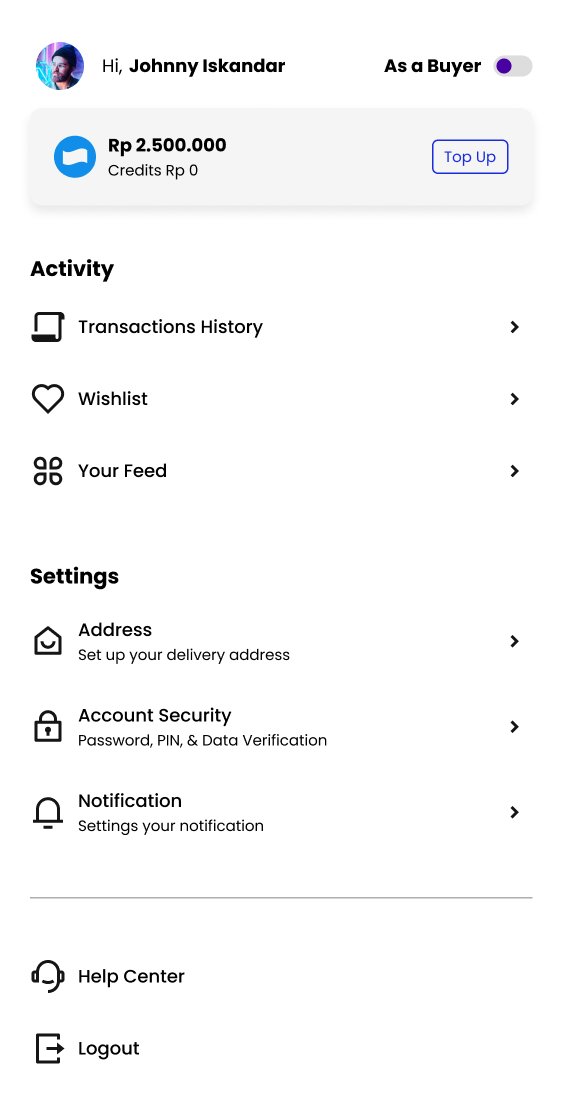 Hi, Johnny Iskandar
As a Buyer
Rp 2.500.000
Credits Rp 0
Top Up
Activity
Transactions History
Wishlist
Your Feed
Settings
Address
Set up your delivery address
Account Security
Password, PIN, & Data Verification
Notification
Settings your notification
Help Center
Logout